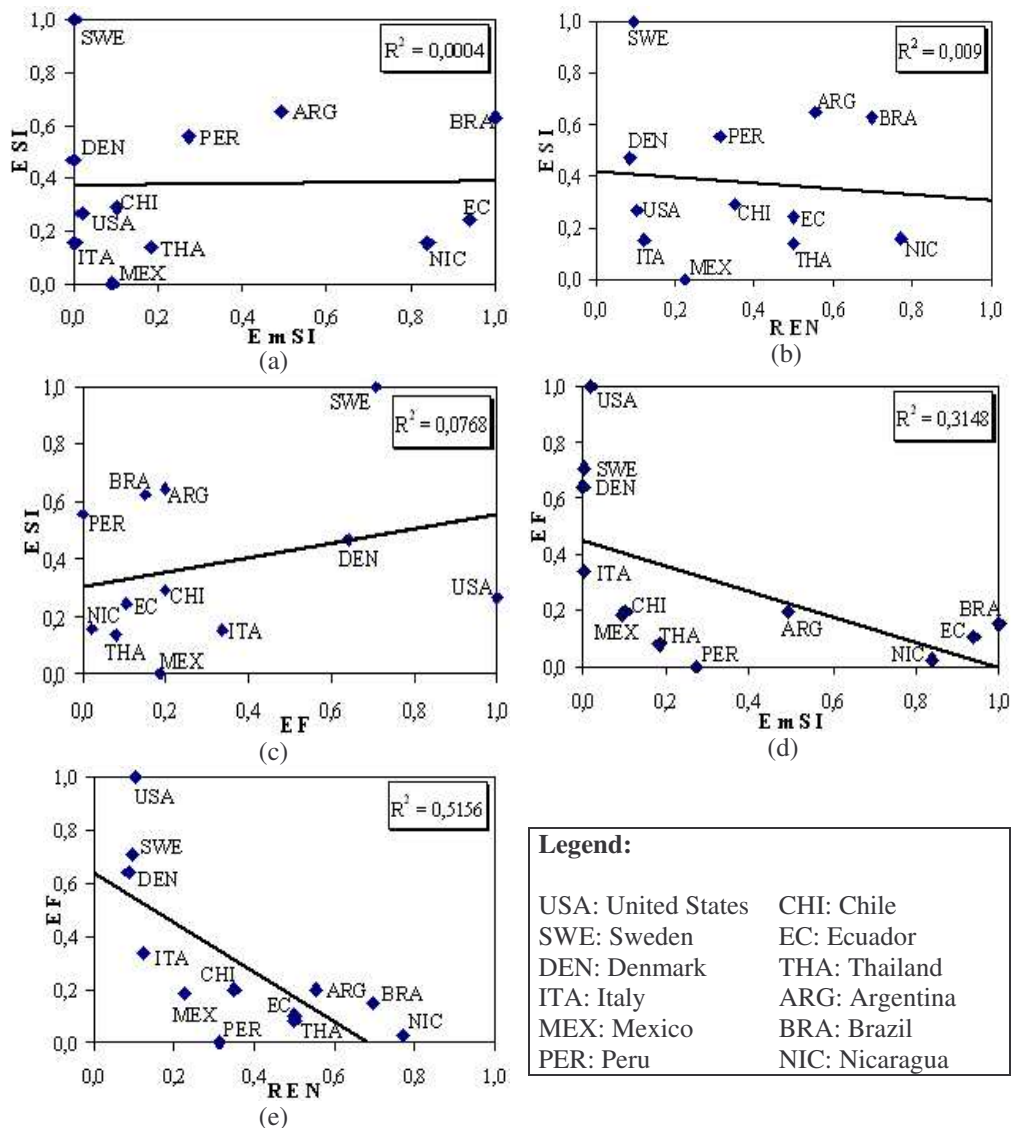 1,0
0,8
0,6
0,4
0,2
0,0
ESI
SWE
R² = 0,0004
ARG
BRA
PER
DEN
CHI
USA
EC
ITA
THA
NIC
MEX
0,0 0,2 0,4 0,6 0,8 1,0
EmSI
(a)
1,0
0,8
0,6
0,4
0,2
0,0
ESI
SWE
R² = 0,009
ARG
BRA
PER
DEN
USA
CHI
EC
ITA
THA
NIC
MEX
0,0 0,2 0,4 0,6 0,8 1,0
REN
(b)
1,0
0,8
0,6
0,4
0,2
0,0
ESI
SWE
R² = 0,0768
BRA
ARG
PER
DEN
USA
CHI
NIC
EC
ITA
THA
MEX
0,0 0,2 0,4 0,6 0,8 1,0
EF
(c)
1,0
0,8
0,6
0,4
0,2
0,0
EF
USA
R² = 0,3148
SWE
DEN
ITA
CHI
BRA
MEX
THA
ARG
EC
PER
NIC
0,0 0,2 0,4 0,6 0,8 1,0
EmSI
(d)
1,0
0,8
0,6
0,4
0,2
0,0
EF
USA
R² = 0,5156
SWE
DEN
ITA
CHI
ARG
BRA
MEX
EC
PER
THA
NIC
0,0 0,2 0,4 0,6 0,8 1,0
REN
(e)
Legend:
USA: United States CHI: Chile
SWE: Sweden EC: Ecuador
DEN: Denmark THA: Thailand
ITA: Italy ARG: Argentina
MEX: Mexico BRA: Brazil
PER: Peru NIC: Nicaragua